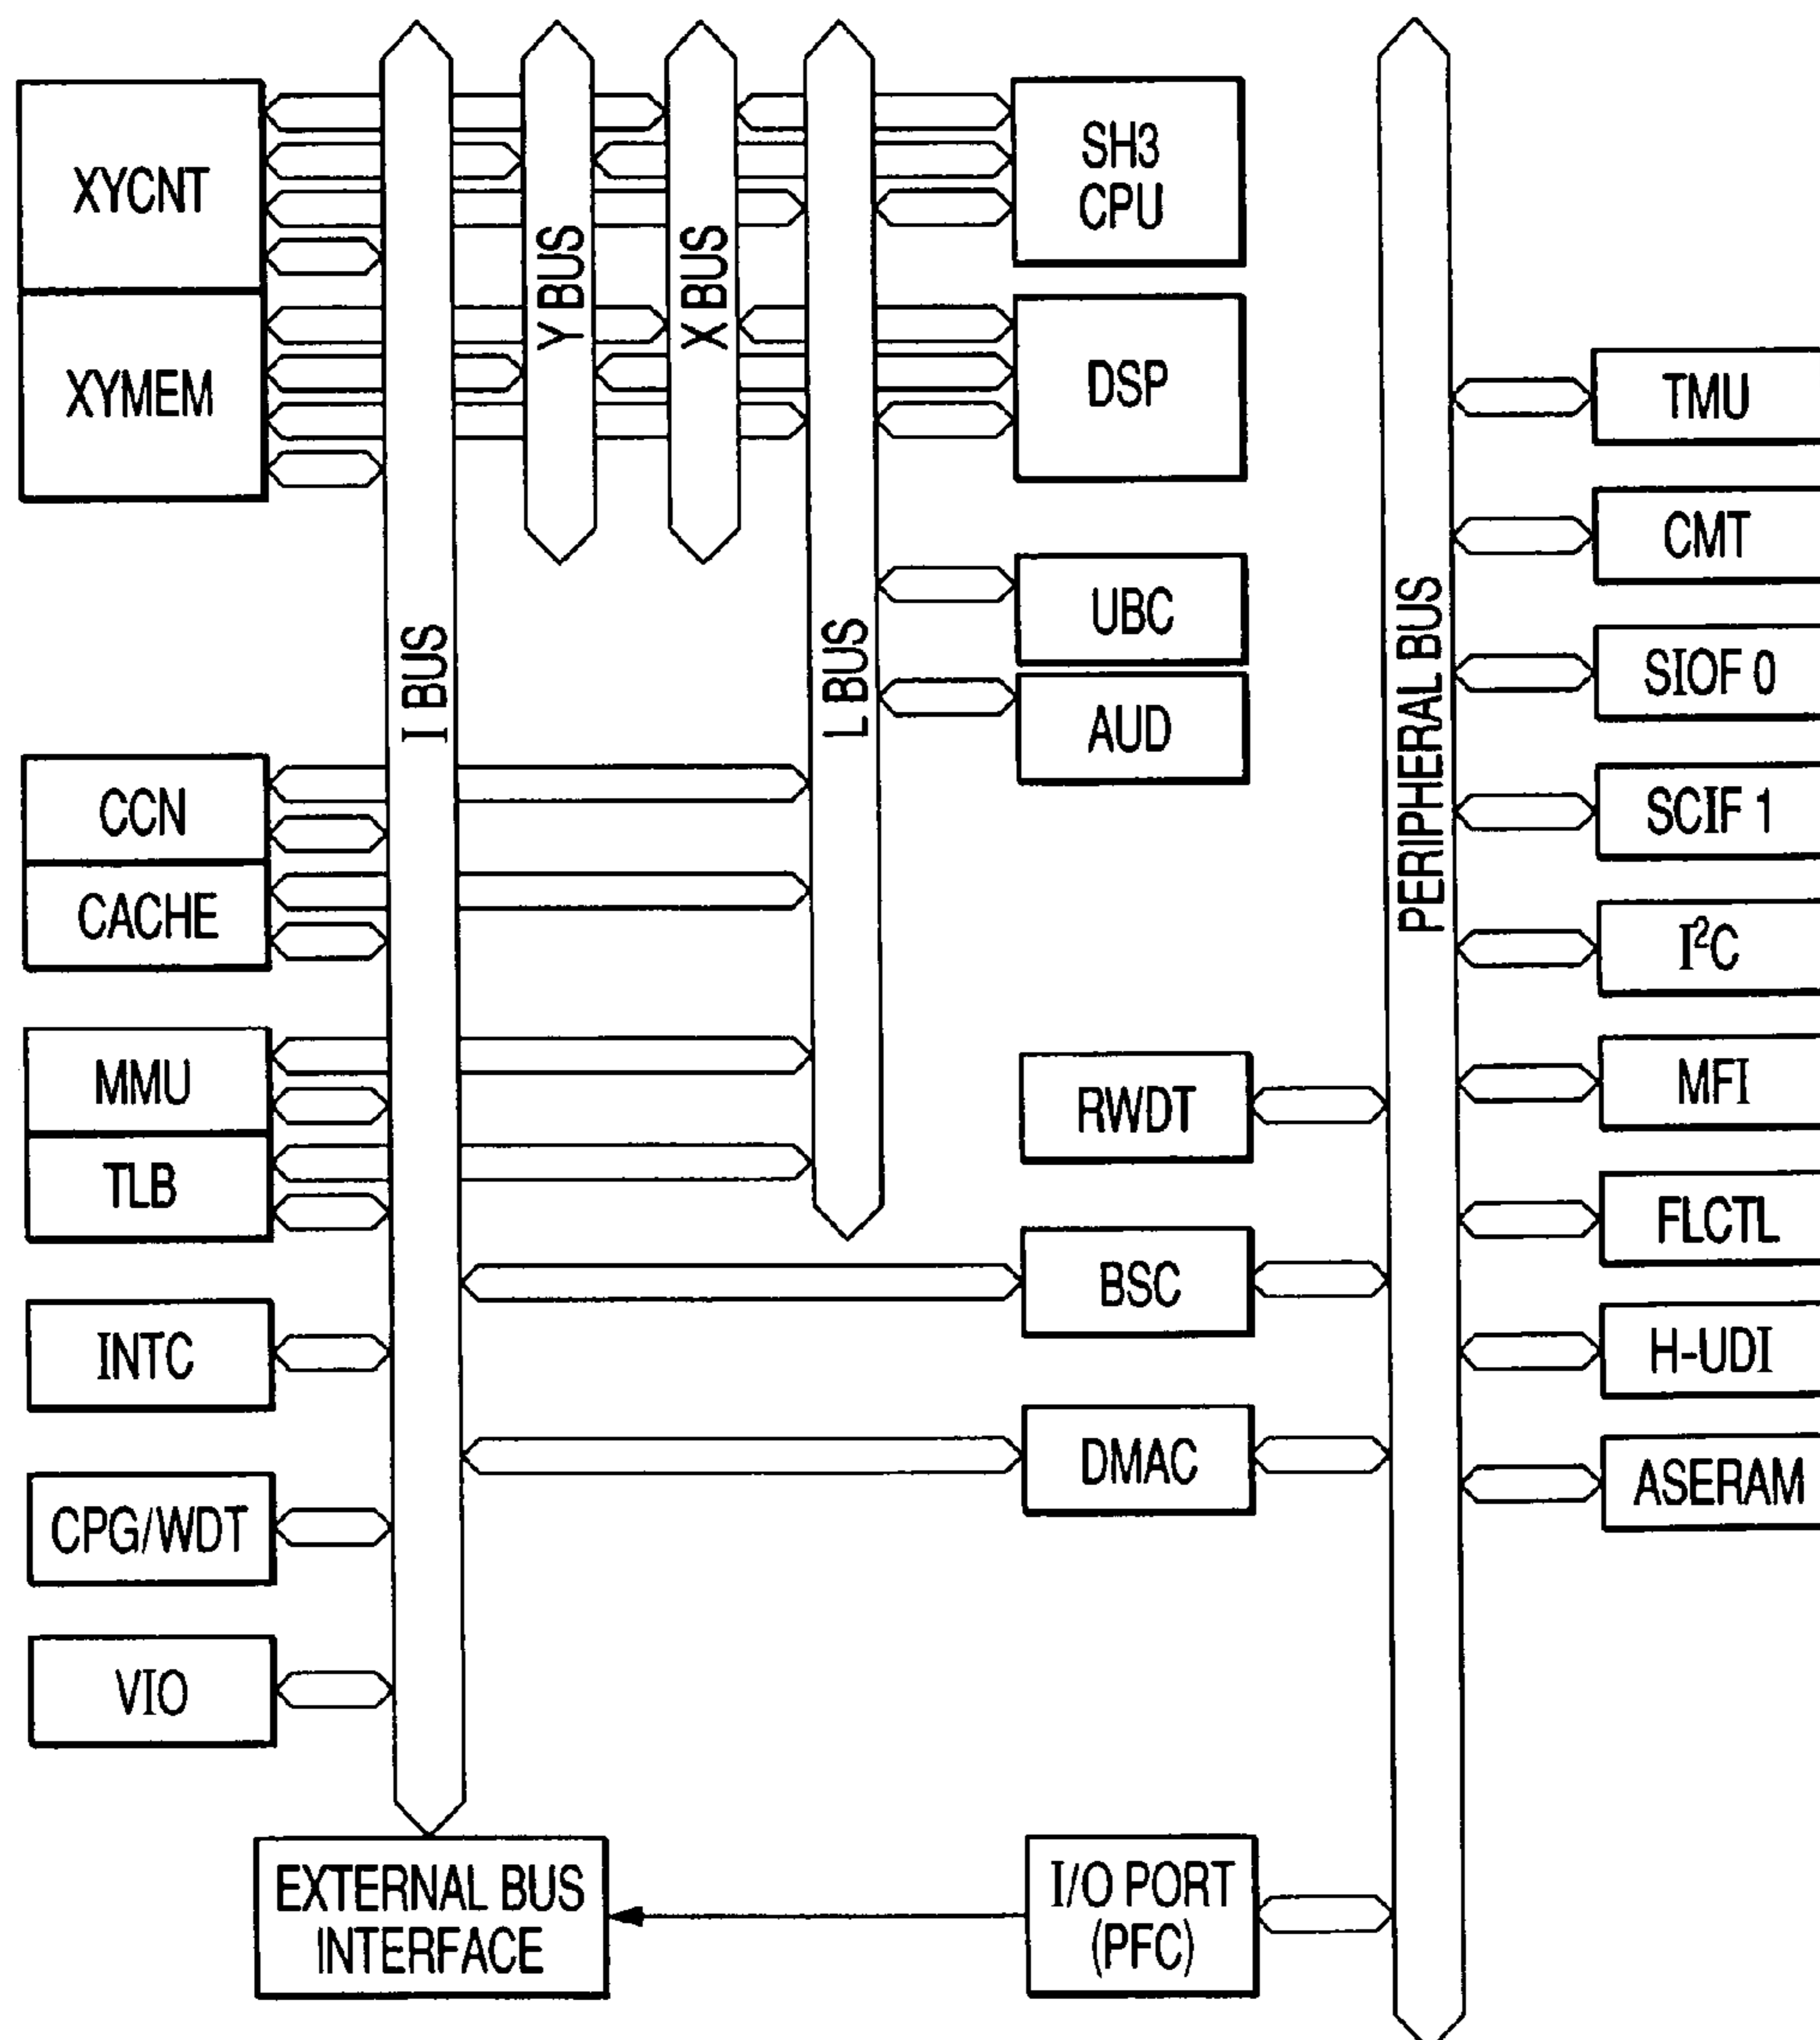 XYCNT
XYMEM
CCN
CACHE
MMU
TLB
INTC
CPG/WDT
VIO
I BUS
Y BUS
X BUS
L BUS
SH3
CPU
DSP
UBC
AUD
RWDT
BSC
DMAC
EXTERNAL BUS
INTERFACE
I/O PORT
(PFC)
PERIPHERAL BUS
TMU
CMT
SIOF 0
SCIF 1
I²C
MFI
FLCTL
H-UDI
ASERAM